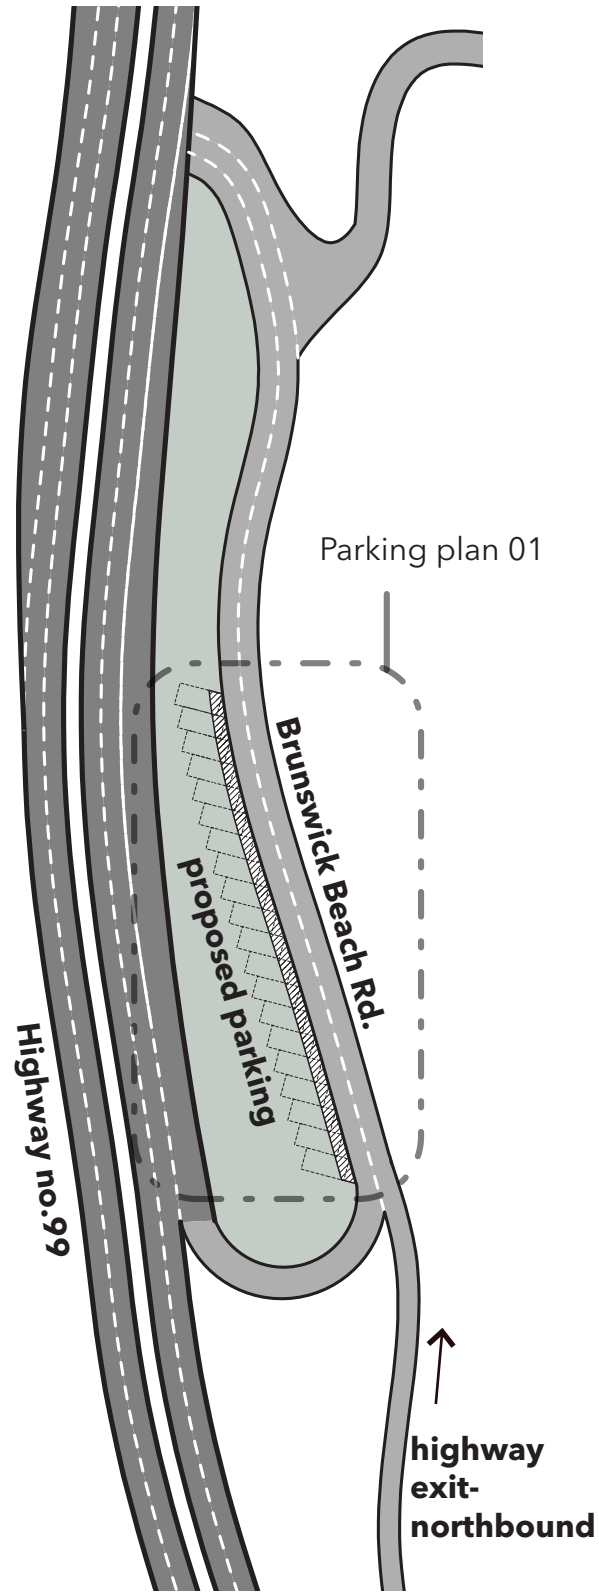 Parking plan 01
Brunswick Beach Rd.
proposed parking
Highway no.99
highway
exit-
northbound